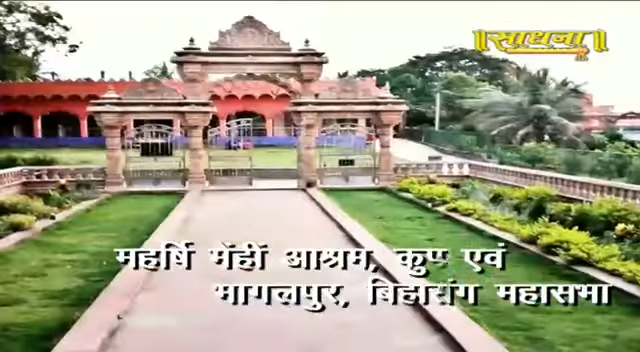 साधना
महर्षि मेंहीं आश्रम, कुप एवं
भागलपुर, बिहासंग महासभा